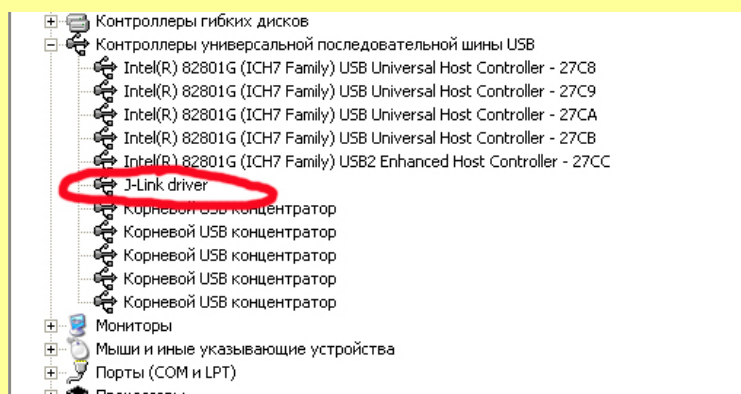 Контроллеры гибких дисков
Контроллеры универсальной последовательной шины USB
Intel(R) 82801G (ICH7 Family) USB Universal Host Controller - 27C8
Intel(R) 82801G (ICH7 Family) USB Universal Host Controller - 27C9
Intel(R) 82801G (ICH7 Family) USB Universal Host Controller - 27CA
Intel(R) 82801G (ICH7 Family) USB Universal Host Controller - 27CB
Intel(R) 82801G (ICH7 Family) USB2 Enhanced Host Controller - 27CC
J-Link driver
Корневой USB концентратор
Корневой USB концентратор
Корневой USB концентратор
Корневой USB концентратор
Корневой USB концентратор
Мониторы
Мыши и иные указывающие устройства
Порты (COM и LPT)